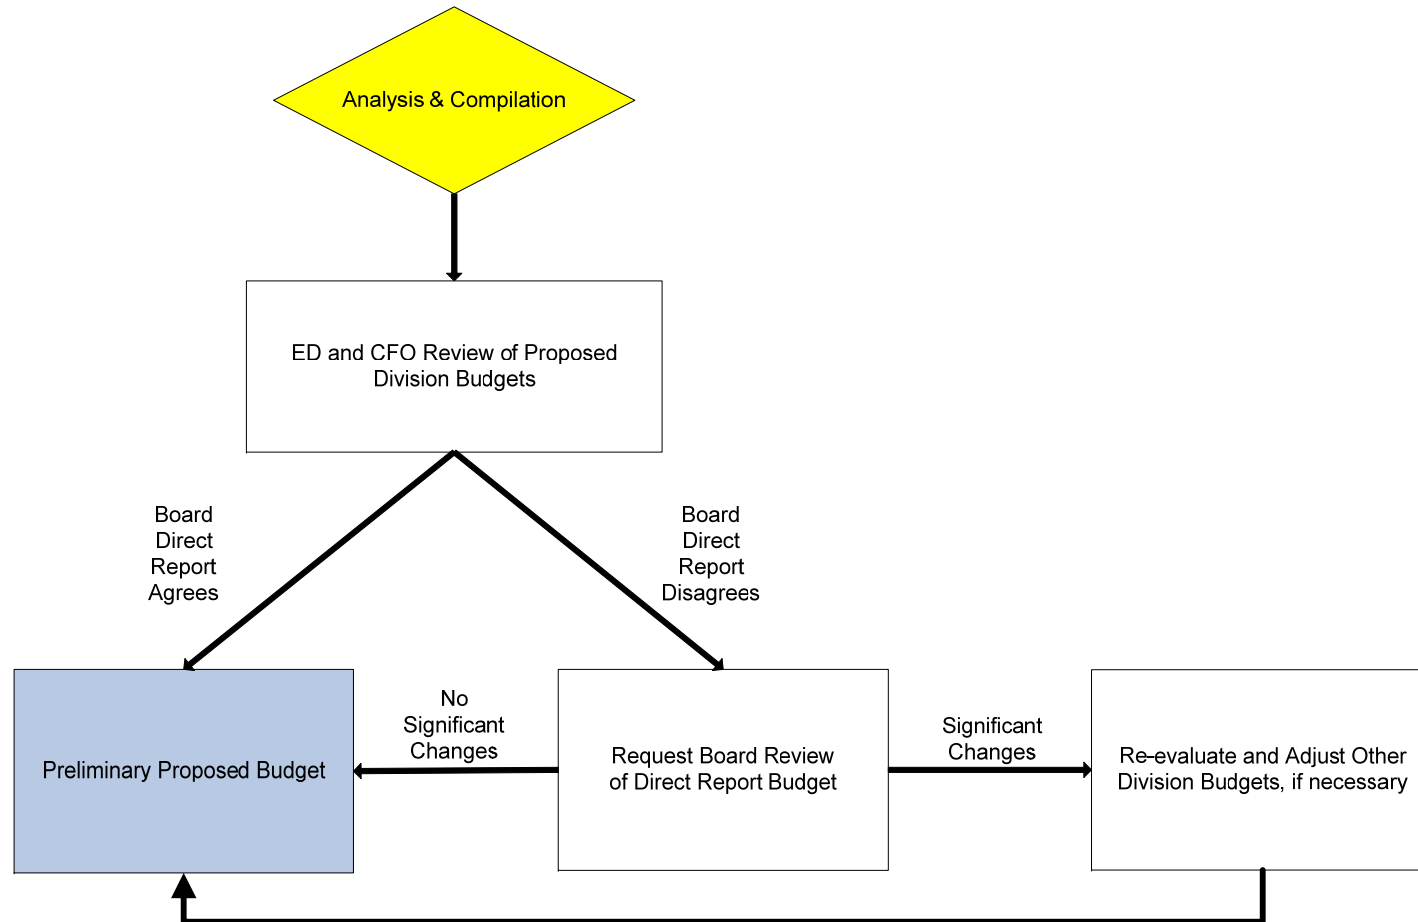 Analysis & Compilation
ED and CFO Review of Proposed
Division Budgets
Board
Direct
Report
Agrees
Board
Direct
Report
Disagrees
Preliminary Proposed Budget
No
Significant
Changes
Request Board Review
of Direct Report Budget
Significant
Changes
Re-evaluate and Adjust Other
Division Budgets, if necessary